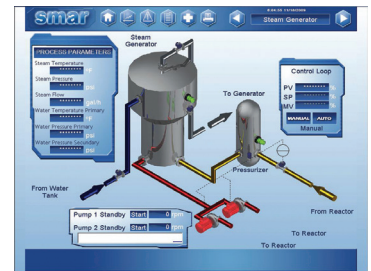 smar
Steam Generator
PROCESS PARAMETERS
Steam Temperature
******* °F
Steam Pressure
******* psi
Steam Flow
******* gal/h
Water Temperature Primary
******* °F
Water Pressure Primary
******* psi
Water Pressure Secondary
******* psi
Steam
Generator
To Generator
Control Loop
PV ******* %
SP ******* %
MV ******* %
MANUAL AUTO
Manual
Pressurizer
From Water
Tank
From Reactor
Pump 1 Standby Start 0 rpm
Pump 2 Standby Start 0 rpm
To Reactor
To Reactor